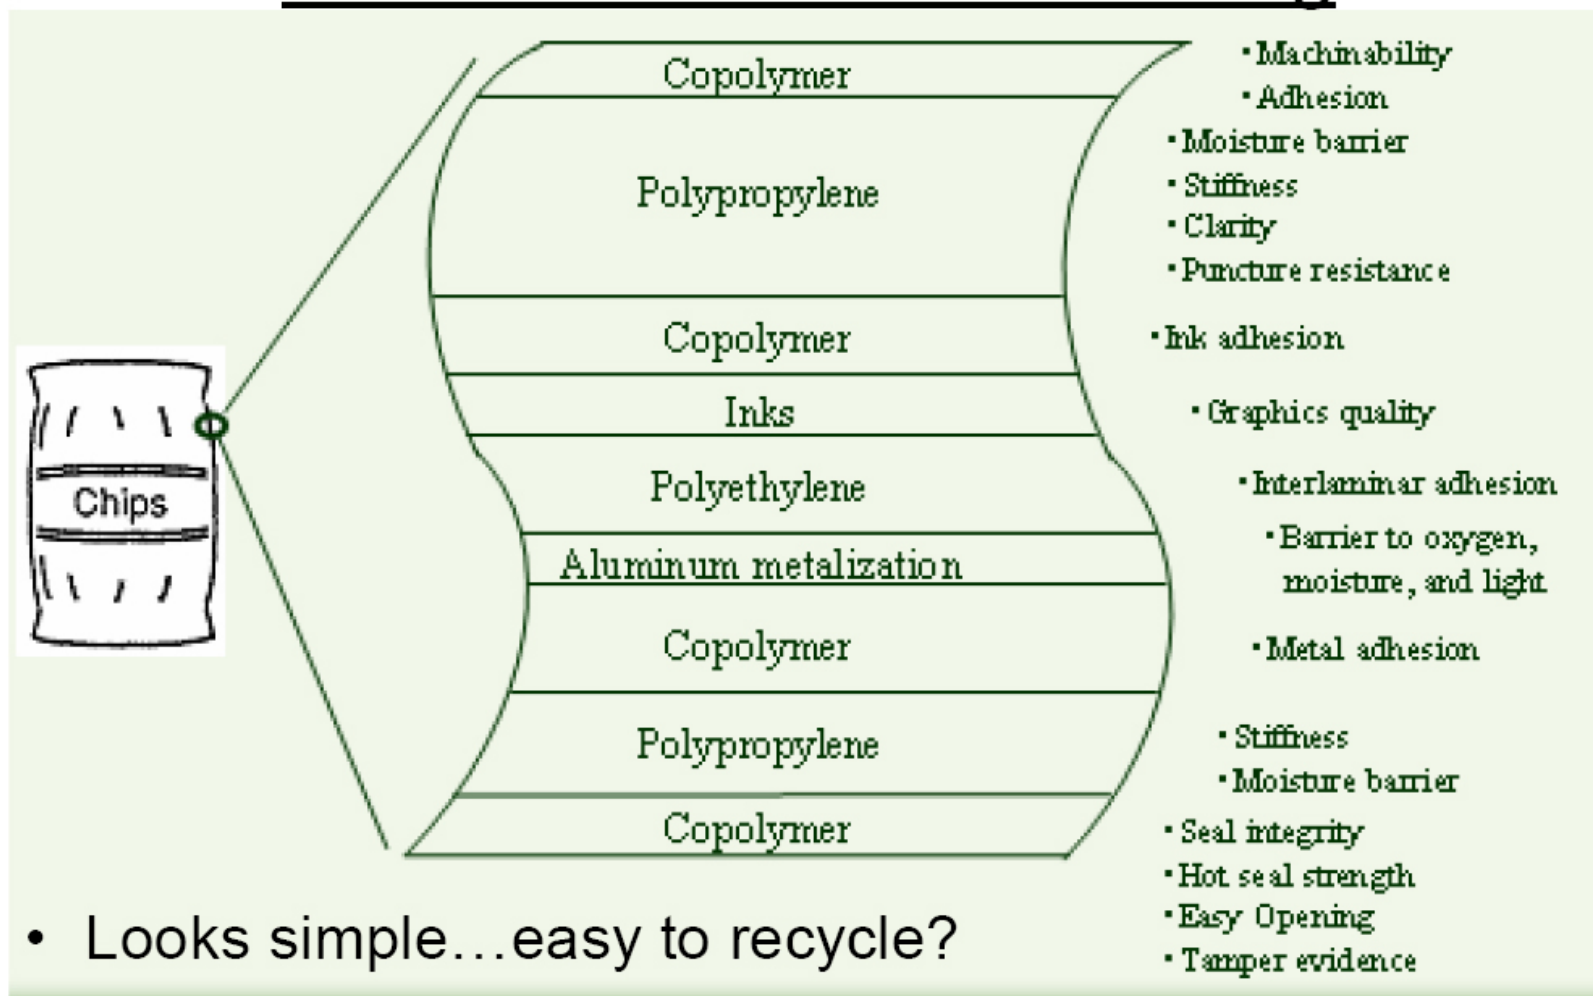 Copolymer
• Machinability
• Adhesion
Polypropylene
• Moisture barrier
• Stiffness
• Clarity
• Puncture resistance
Copolymer
• Ink adhesion
Inks
• Graphics quality
Polyethylene
• Interlaminar adhesion
Aluminum metalization
• Barrier to oxygen,
moisture, and light
Copolymer
• Metal adhesion
Polypropylene
• Stiffness
• Moisture barrier
Copolymer
• Seal integrity
• Hot seal strength
• Easy Opening
• Tamper evidence
Chips
• Looks simple...easy to recycle?